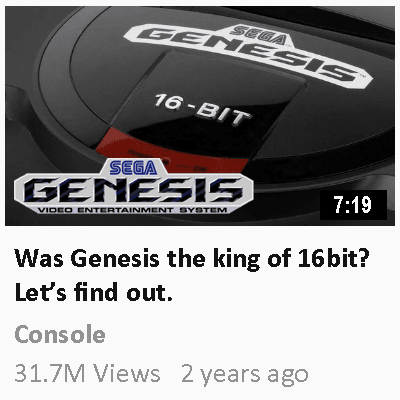 SEGA
GENESIS
16-BIT
SEGA
GENESIS
VIDEO ENTERTAINMENT SYSTEM
7:19
Was Genesis the king of 16bit?
Let's find out.
Console
31.7M Views 2 years ago